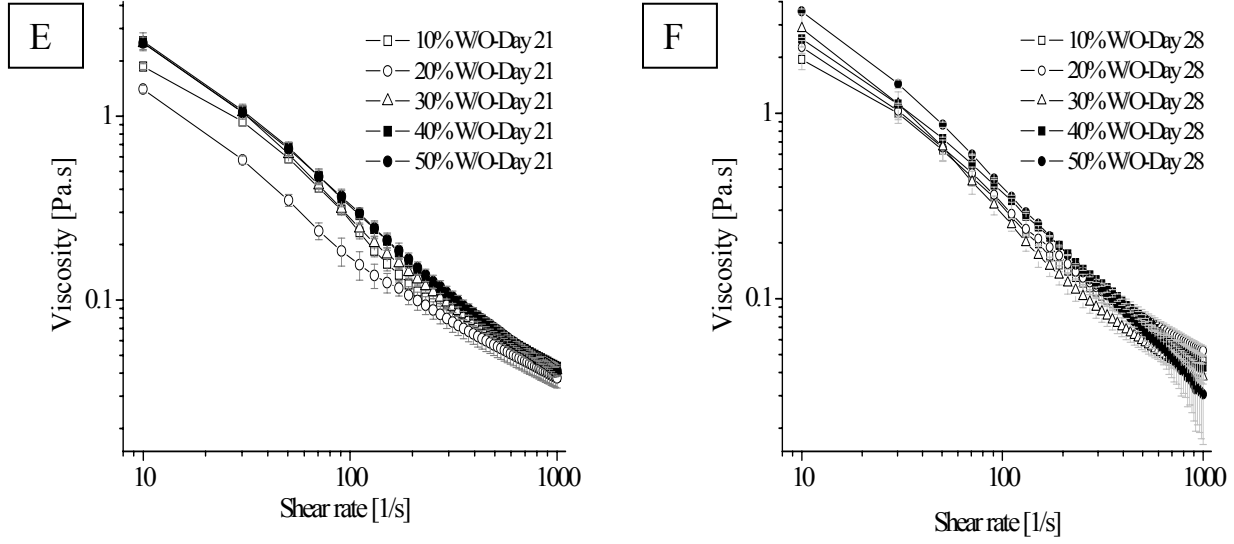 E
10% W/O-Day 21
20% W/O-Day 21
30% W/O-Day 21
40% W/O-Day 21
50% W/O-Day 21
1
0.1
Viscosity [Pa.s]
10
100
1000
Shear rate [1/s]
F
10% W/O-Day 28
20% W/O-Day 28
30% W/O-Day 28
40% W/O-Day 28
50% W/O-Day 28
1
0.1
Viscosity [Pa.s]
10
100
1000
Shear rate [1/s]